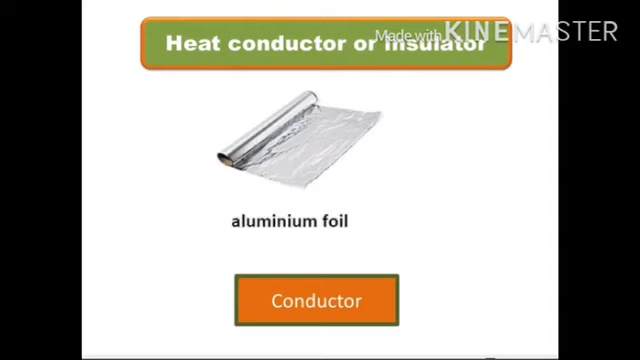 Heat conductor or insulator
Made with KINEMASTER
aluminium foil
Conductor